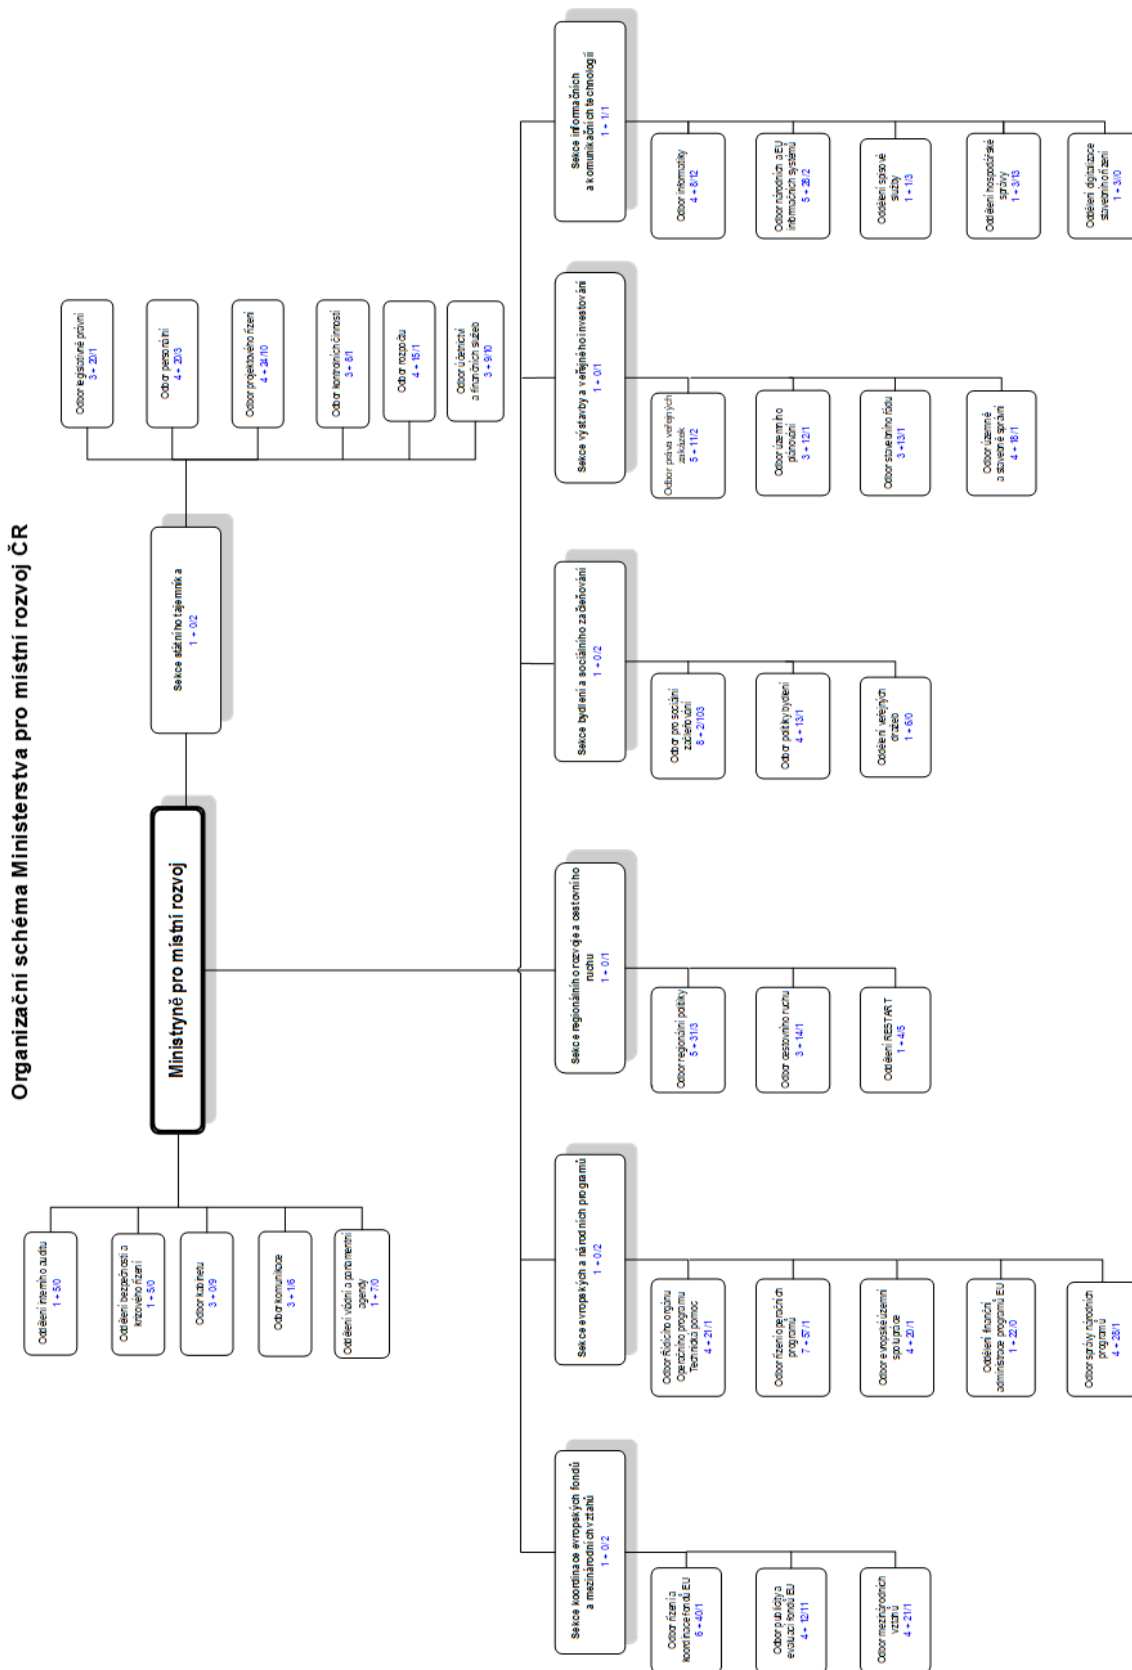 Organizační schéma Ministerstva pro místní rozvoj ČR
Ministryně pro místní rozvoj
Oddělení interního auditu
1 + 5/0
Oddělení bezpečnosti a
krizového řízení
1 + 5/0
Odbor kabinetu
3 + 0/9
Odbor komunikace
3 + 1/6
Oddělení vládní a parlamentní
agendy
1 + 7/0
Sekce státního tajemníka
1 + 0/2
Odbor legislativně právní
3 + 20/1
Odbor personální
4 + 20/3
Odbor projektového řízení
4 + 24/10
Odbor kontrolních činností
3 + 8/1
Odbor rozpočtu
4 + 15/1
Odbor účetnictví
a finančních služeb
3 + 9/10
Sekce koordinace evropských fondů
a mezinárodních vztahů
1 + 0/2
Odbor řízení a
koordinace fondů EU
6 + 40/1
Odbor publicity a
evaluací fondů EU
4 + 12/11
Odbor mezinárodních
vztahů
4 + 21/1
Sekce evropských a národních programů
1 + 0/2
Odbor Řídicího orgánu
Operačního programu
Technická pomoc
4 + 21/1
Odbor řízení operačních
programů
7 + 57/1
Odbor evropské územní
spolupráce
4 + 20/1
Oddělení finanční
administrace programů EU
1 + 22/0
Odbor správy národních
programů
4 + 28/1
Sekce regionálního rozvoje a cestovního
ruchu
1 + 0/1
Odbor regionální politiky
5 + 31/3
Odbor cestovního ruchu
3 + 14/1
Oddělení RESTART
1 + 4/5
Sekce bydlení a sociálního začleňování
1 + 0/2
Odbor pro sociální
začleňování
8 + 2/103
Odbor politiky bydlení
4 + 13/1
Oddělení veřejných
dražeb
1 + 6/0
Sekce výstavby a veřejného investování
1 + 0/1
Odbor práva veřejných
zakázek
5 + 11/2
Odbor územního
plánování
3 + 12/1
Odbor stavebního řádu
3 +13/1
Odbor územně
a stavebně správní
4 + 18/1
Sekce informačních
a komunikačních technologií
1 + 1/1
Odbor informatiky
4 + 8/12
Odbor národních a EU
informačních systémů
5 + 28/2
Oddělení spisové
služby
1 + 1/3
Oddělení hospodářské
správy
1 + 3/13
Oddělení digitalizace
stavebního řízení
1 + 3/0